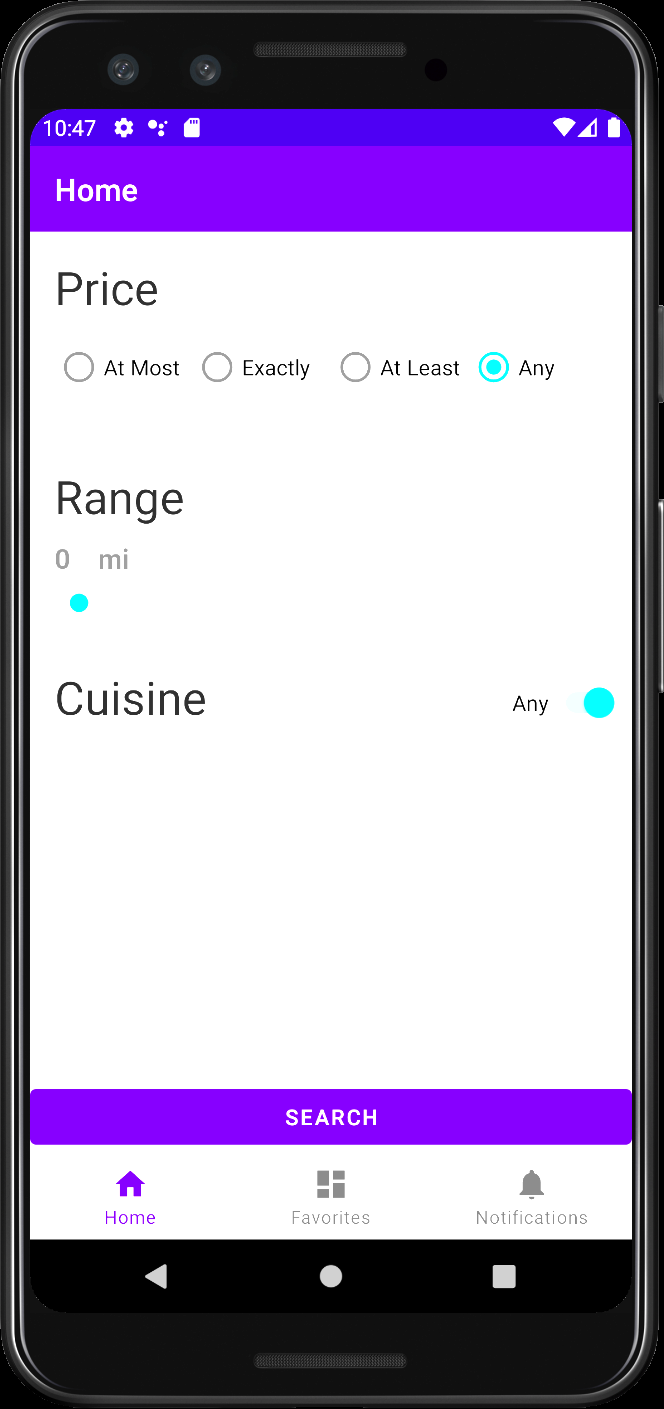 10:47
Home
Price
At Most Exactly At Least Any
Range
0 mi
Cuisine Any
SEARCH
Home Favorites Notifications